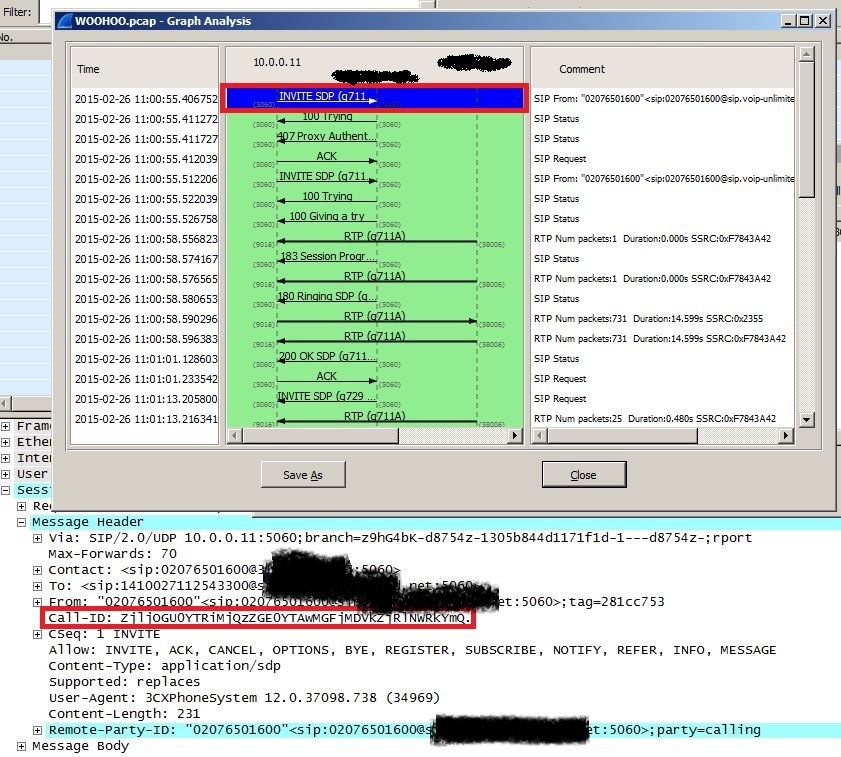 Filter:
WOOHOO.pcap - Graph Analysis
No.
Time
10.0.0.11
Comment
2015-02-26 11:00:55.406752 INVITE SDP (g711... (5060) SIP From: "02076501600"<sip:02076501600@sip.voip-unlimite
2015-02-26 11:00:55.411272 100 Trying (5060) (5060) SIP Status
2015-02-26 11:00:55.411727 407 Proxy Authent... (5060) (5060) SIP Status
2015-02-26 11:00:55.412039 ACK (5060) (5060) SIP Request
2015-02-26 11:00:55.512206 INVITE SDP (g711... (5060) (5060) SIP From: "02076501600"<sip:02076501600@sip.voip-unlimite
2015-02-26 11:00:55.522039 100 Trying (5060) (5060) SIP Status
2015-02-26 11:00:55.526758 100 Giving a try (5060) (5060) SIP Status
2015-02-26 11:00:58.556823 RTP (g711A) (9016) (58006) RTP Num packets:1 Duration:0.000s SSRC:0xF7843A42
2015-02-26 11:00:58.574167 183 Session Progr... (5060) (5060) SIP Status
2015-02-26 11:00:58.576565 RTP (g711A) (9016) (58006) RTP Num packets:1 Duration:0.000s SSRC:0xF7843A42
2015-02-26 11:00:58.580653 180 Ringing SDP (g... (5060) (5060) SIP Status
2015-02-26 11:00:58.590296 RTP (g711A) (9016) (58006) RTP Num packets:731 Duration:14.599s SSRC:0x2355
2015-02-26 11:00:58.596383 RTP (g711A) (9016) (58006) RTP Num packets:731 Duration:14.599s SSRC:0xF7843A42
2015-02-26 11:01:01.128603 200 OK SDP (g711... (5060) (5060) SIP Status
2015-02-26 11:01:01.233542 ACK (5060) (5060) SIP Request
2015-02-26 11:01:13.205800 INVITE SDP (g729 ... (5060) (5060) SIP Request
2015-02-26 11:01:13.216341 RTP (g711A) (9016) (58006) RTP Num packets:25 Duration:0.480s SSRC:0xF7843A42
Save As
Close
Frame
Ether
Inter
User
Sess
Re
Message Header
Via: SIP/2.0/UDP 10.0.0.11:5060;branch=z9hG4bK-d8754z-1305b844d1171f1d-1---d8754z-;rport
Max-Forwards: 70
Contact: <sip:02076501600@3 :5060>
To: <sip:1410027112543300@s net:5060>
From: "02076501600"<sip:02076501600@s et:5060>;tag=281cc753
Call-ID: ZjljOGU0YTRiMjQzZGE0YTAwMGFjMDVkZjRlNWRkYmQ.
CSeq: 1 INVITE
Allow: INVITE, ACK, CANCEL, OPTIONS, BYE, REGISTER, SUBSCRIBE, NOTIFY, REFER, INFO, MESSAGE
Content-Type: application/sdp
Supported: replaces
User-Agent: 3CXPhoneSystem 12.0.37098.738 (34969)
Content-Length: 231
Remote-Party-ID: "02076501600"<sip:02076501600@s et:5060>;party=calling
Message Body